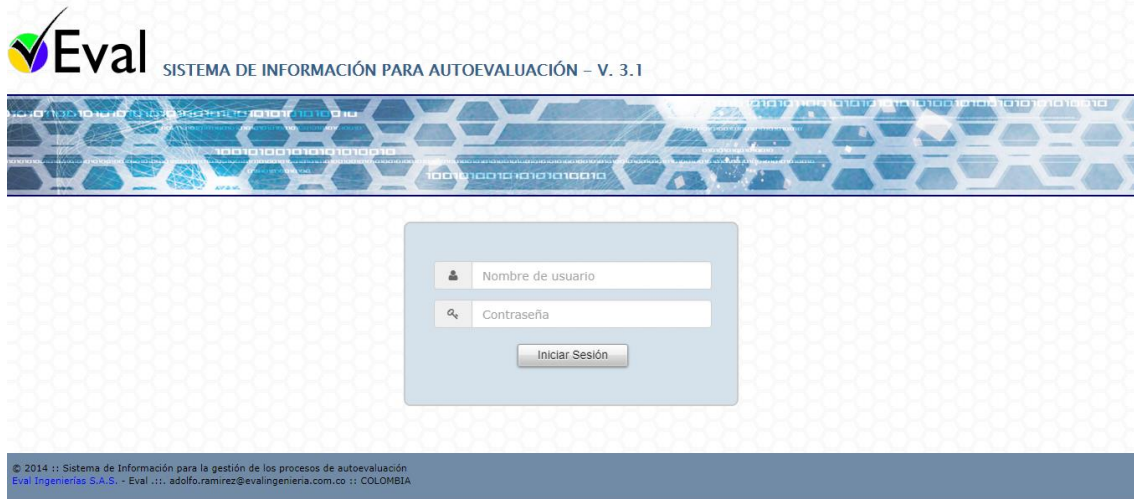 Eval
SISTEMA DE INFORMACIÓN PARA AUTOEVALUACIÓN – V. 3.1
10010100101010100010
Nombre de usuario
Contraseña
Iniciar Sesión
© 2014 :: Sistema de Información para la gestión de los procesos de autoevaluación
Eval Ingenierías S.A.S. - Eval .::. adolfo.ramirez@evalingenieria.com.co :: COLOMBIA